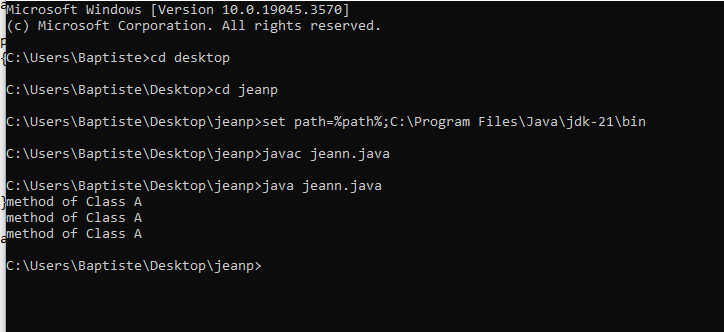 Microsoft Windows [Version 10.0.19045.3570]
(c) Microsoft Corporation. All rights reserved.
C:\Users\Baptiste>cd desktop
C:\Users\Baptiste\Desktop>cd jeanp
C:\Users\Baptiste\Desktop\jeanp>set path=%path%;C:\Program Files\Java\jdk-21\bin
C:\Users\Baptiste\Desktop\jeanp>javac jeann.java
C:\Users\Baptiste\Desktop\jeanp>java jeann.java
method of Class A
method of Class A
method of Class A
C:\Users\Baptiste\Desktop\jeanp>